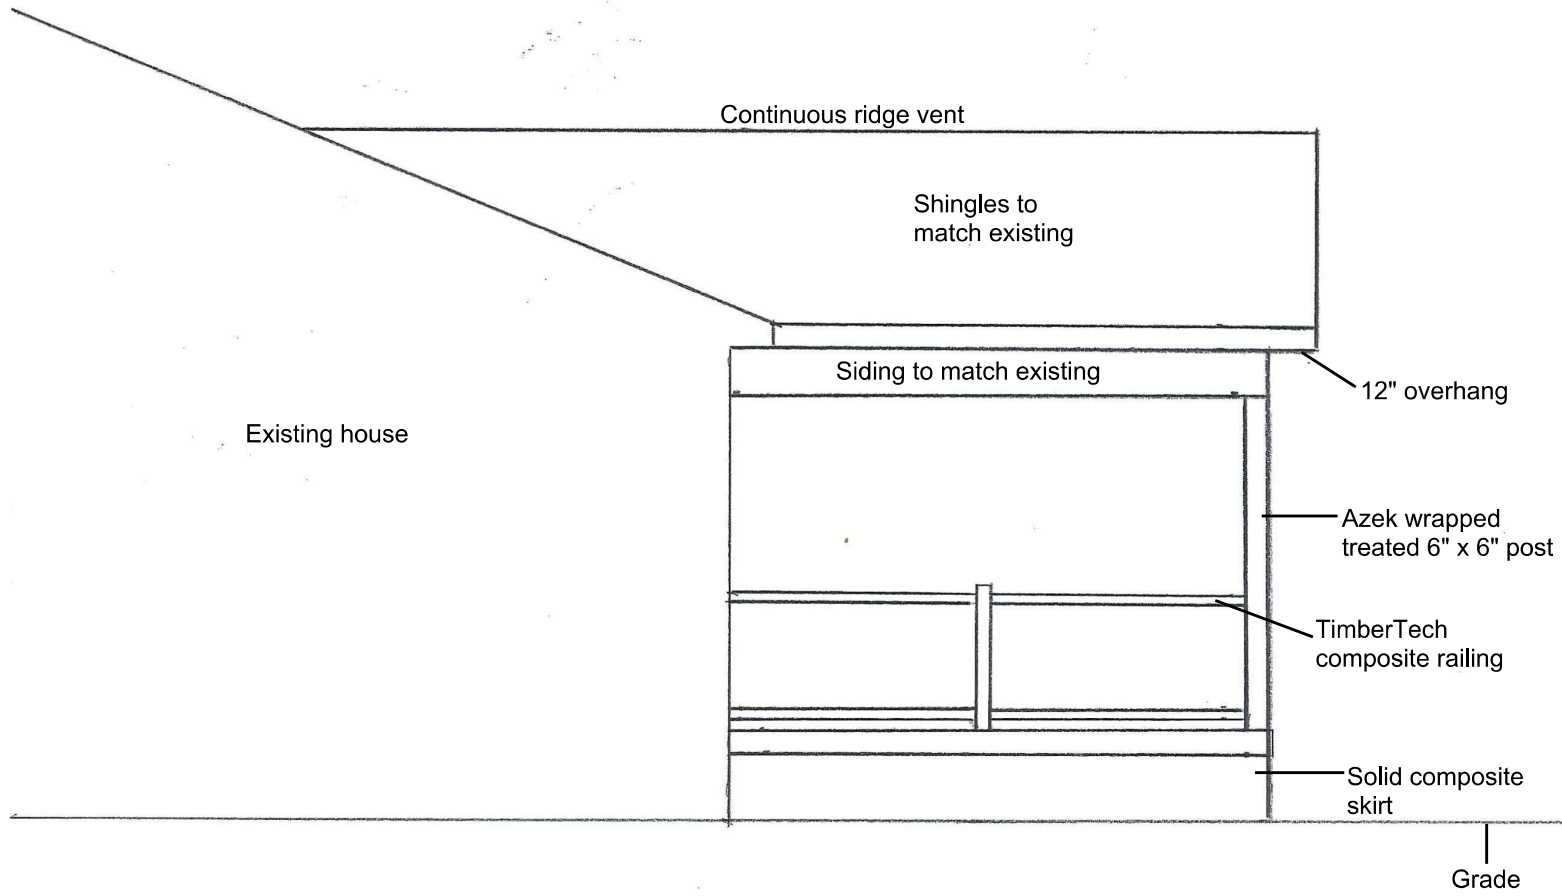 Continuous ridge vent
Shingles to
match existing
Siding to match existing
12" overhang
Existing house
Azek wrapped
treated 6" x 6" post
TimberTech
composite railing
Solid composite
skirt
Grade